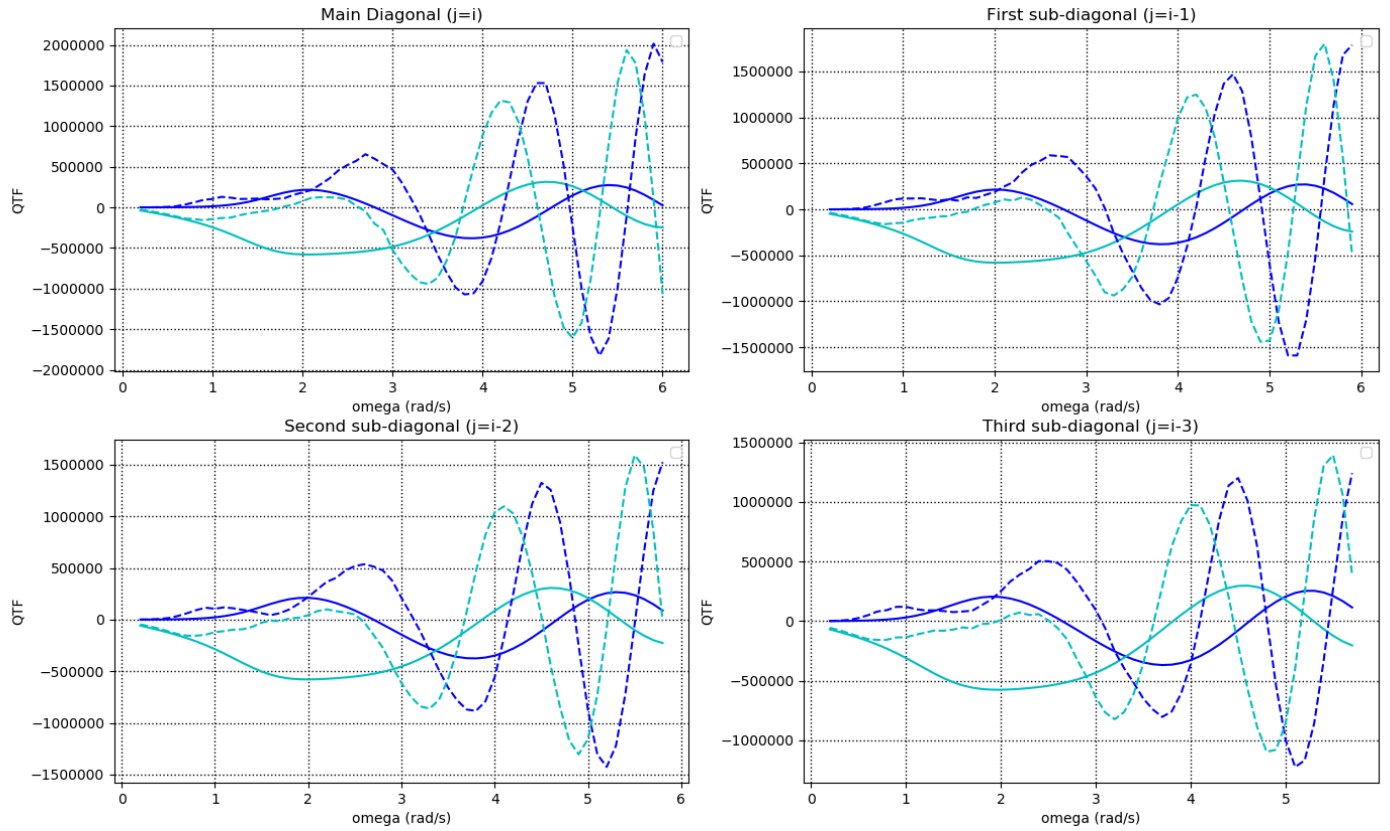 Main Diagonal (j=i)
2000000
1500000
1000000
500000
0
−500000
−1000000
−1500000
−2000000
QTF
0 1 2 3 4 5 6
omega (rad/s)
First sub-diagonal (j=i-1)
1500000
1000000
500000
0
−500000
−1000000
−1500000
QTF
0 1 2 3 4 5 6
omega (rad/s)
Second sub-diagonal (j=i-2)
1500000
1000000
500000
0
−500000
−1000000
−1500000
QTF
0 1 2 3 4 5 6
omega (rad/s)
Third sub-diagonal (j=i-3)
1500000
1000000
500000
0
−500000
−1000000
QTF
0 1 2 3 4 5
omega (rad/s)